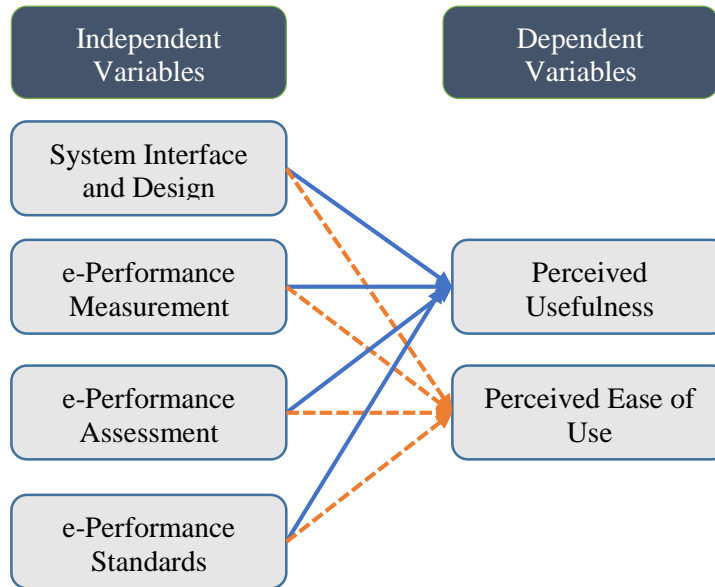 Independent
Variables
Dependent
Variables
System Interface
and Design
e-Performance
Measurement
Perceived
Usefulness
e-Performance
Assessment
Perceived Ease of
Use
e-Performance
Standards